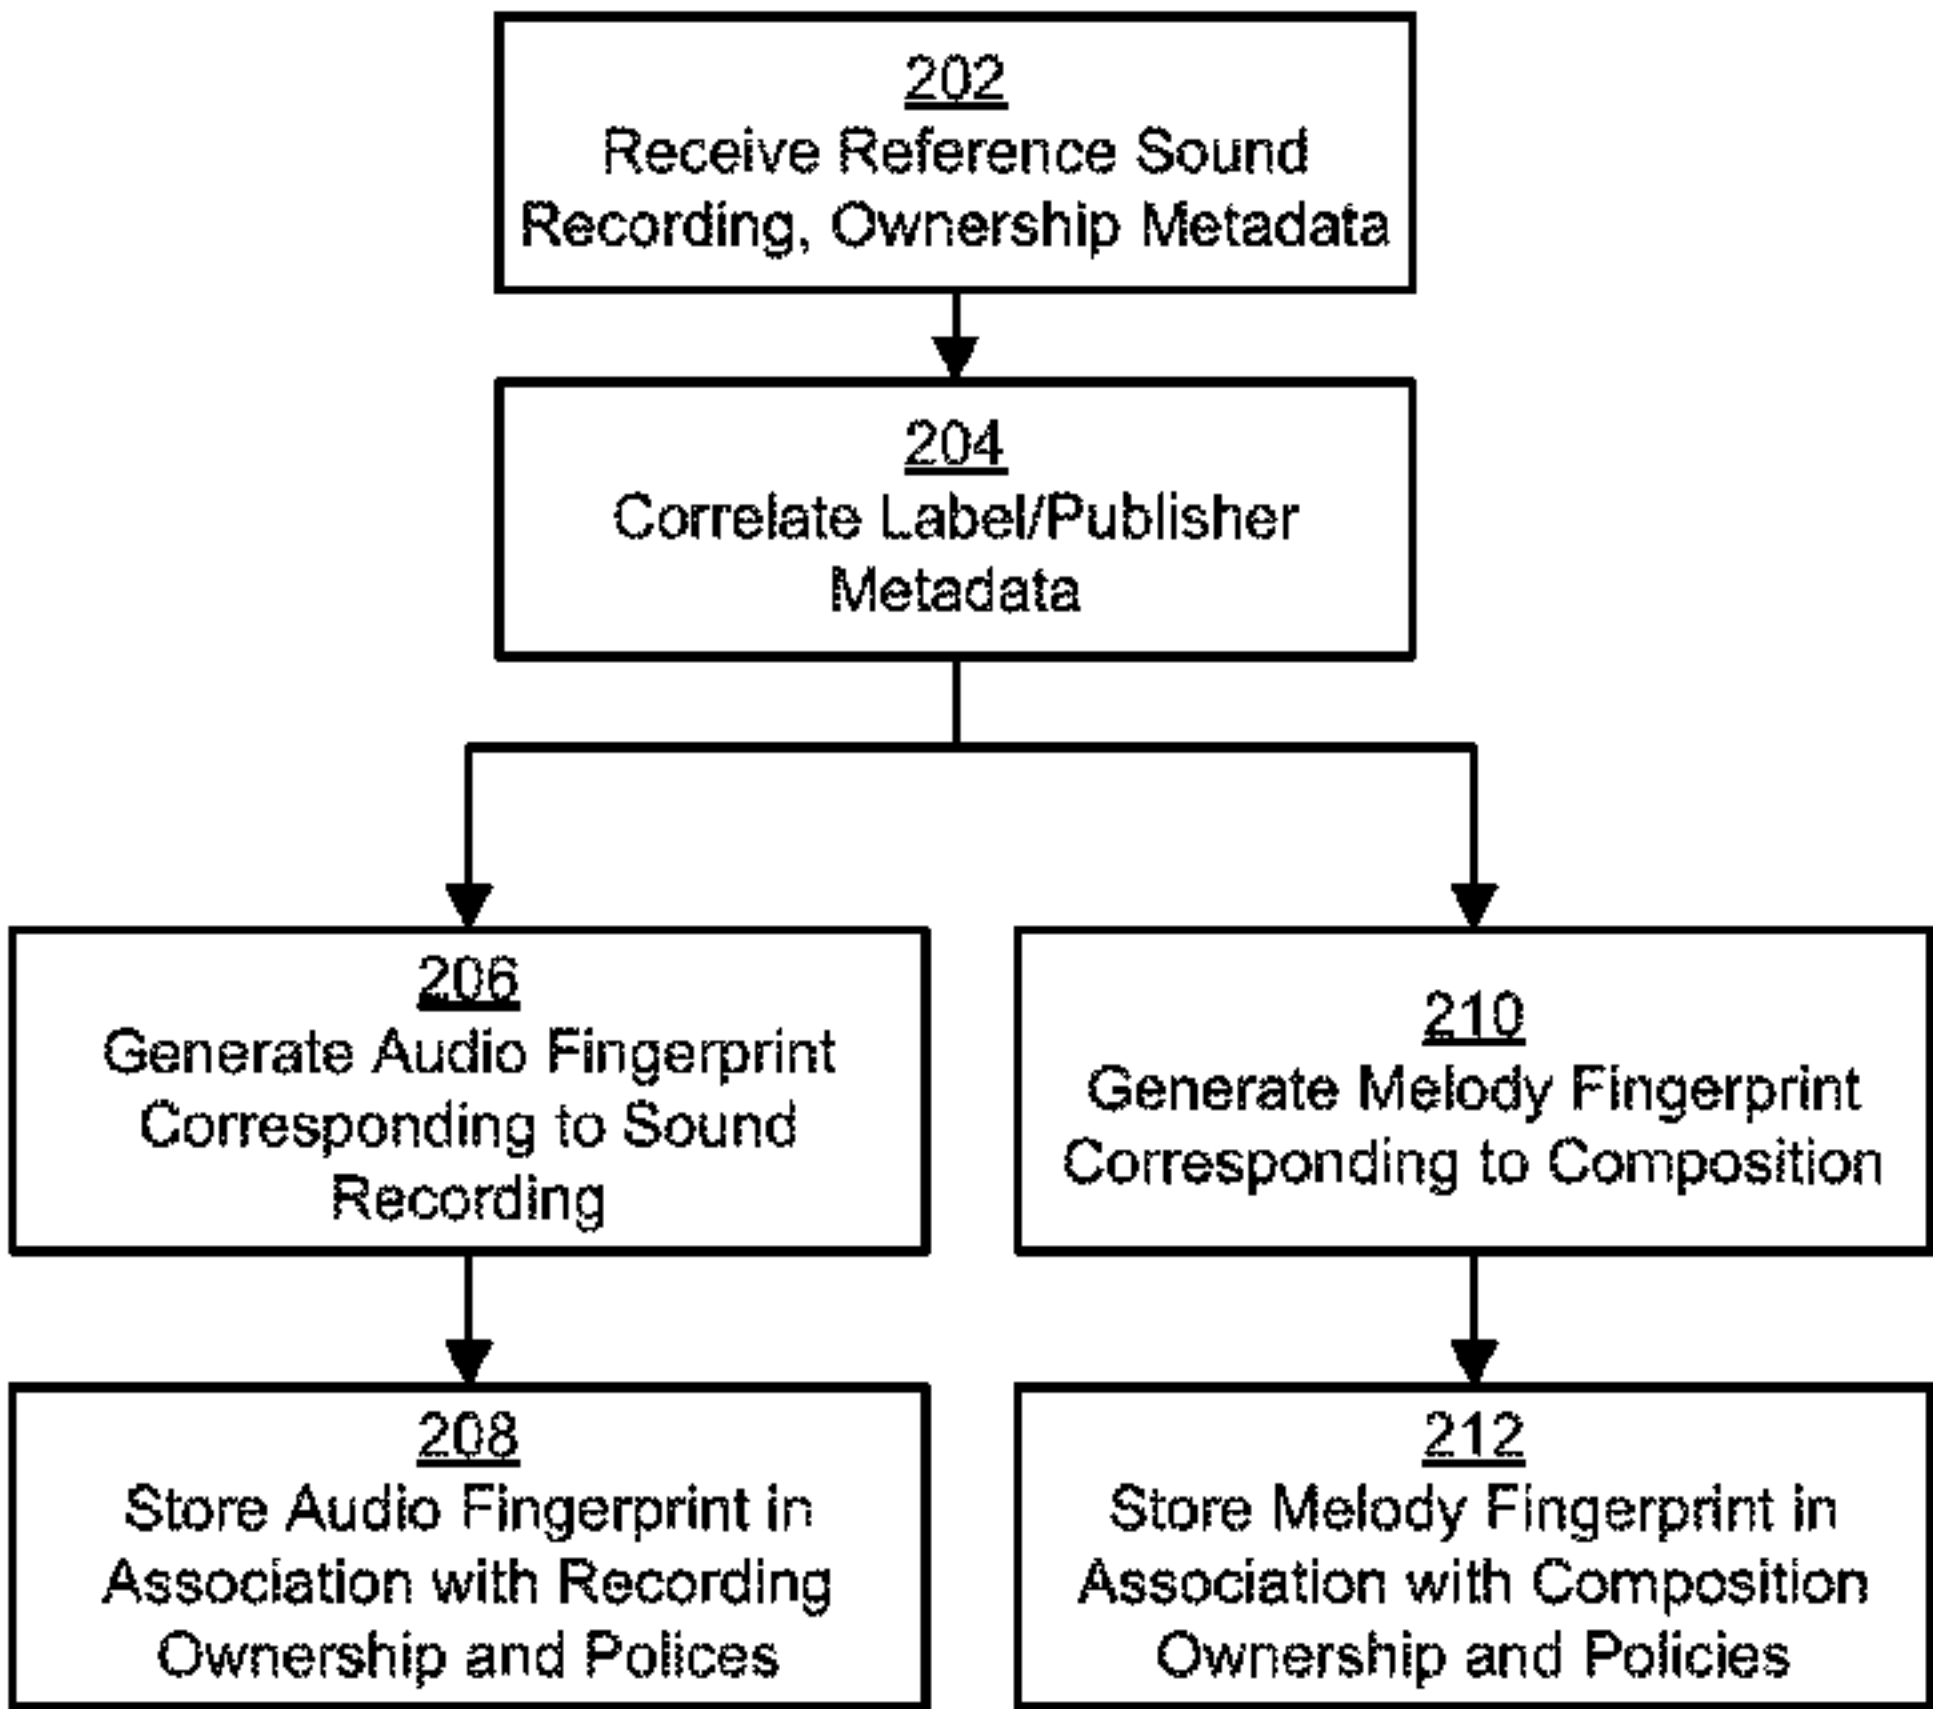 202
Receive Reference Sound
Recording, Ownership Metadata
204
Correlate Label/Publisher
Metadata
206
Generate Audio Fingerprint
Corresponding to Sound
Recording
210
Generate Melody Fingerprint
Corresponding to Composition
208
Store Audio Fingerprint in
Association with Recording
Ownership and Polices
212
Store Melody Fingerprint in
Association with Composition
Ownership and Policies